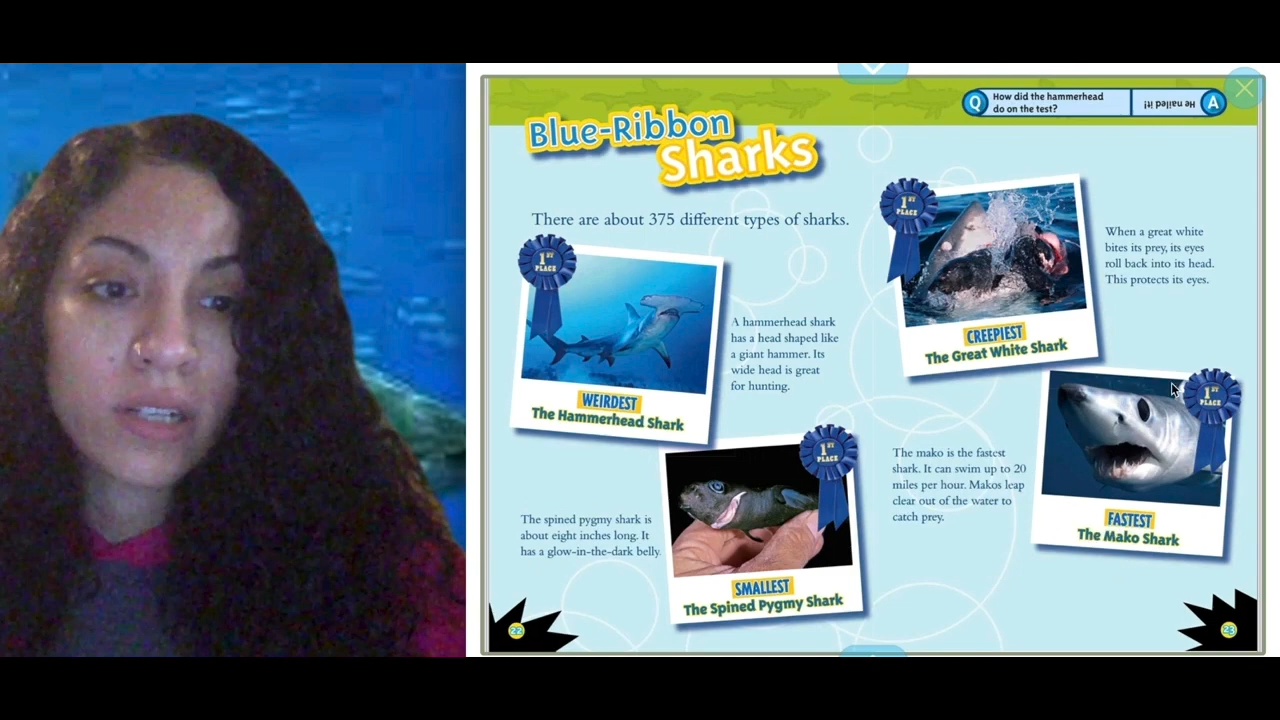 Q
How did the hammerhead
do on the test?
He nailed it!
A
Blue-Ribbon
Sharks
There are about 375 different types of sharks.
1ST
PLACE
A hammerhead shark
has a head shaped like
a giant hammer. Its
wide head is great
for hunting.
WEIRDEST
The Hammerhead Shark
The spined pygmy shark is
about eight inches long. It
has a glow-in-the-dark belly.
1ST
PLACE
SMALLEST
The Spined Pygmy Shark
22
1ST
PLACE
When a great white
bites its prey, its eyes
roll back into its head.
This protects its eyes.
CREEPIEST
The Great White Shark
The mako is the fastest
shark. It can swim up to 20
miles per hour. Makos leap
clear out of the water to
catch prey.
1ST
PLACE
FASTEST
The Mako Shark
23